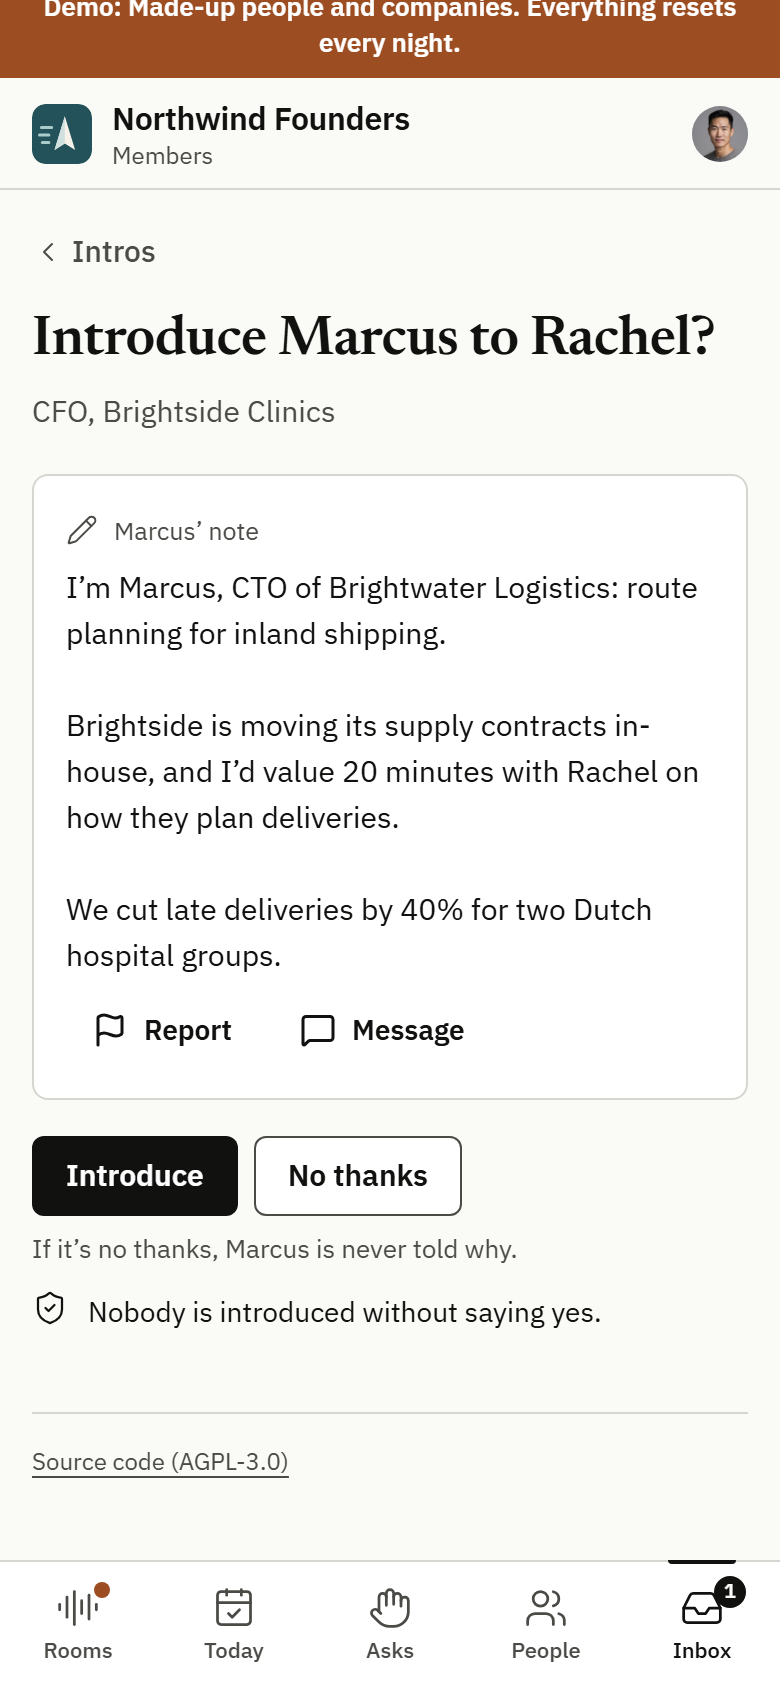 Demo: Made-up people and companies. Everything resets
every night.
Northwind Founders
Members
Intros
Introduce Marcus to Rachel?
CFO, Brightside Clinics
Marcus’ note
I’m Marcus, CTO of Brightwater Logistics: route
planning for inland shipping.
Brightside is moving its supply contracts in-
house, and I’d value 20 minutes with Rachel on
how they plan deliveries.
We cut late deliveries by 40% for two Dutch
hospital groups.
Report
Message
Introduce
No thanks
If it’s no thanks, Marcus is never told why.
Nobody is introduced without saying yes.
Source code (AGPL-3.0)
1
Rooms
Today
Asks
People
Inbox